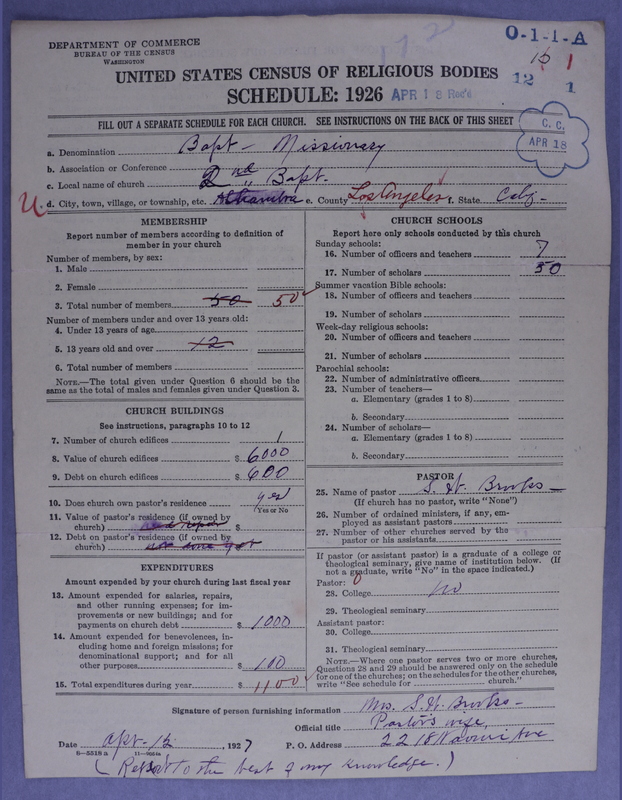 DEPARTMENT OF COMMERCE
BUREAU OF THE CENSUS
WASHINGTON
O-1-1-A
15 1
12 1
UNITED STATES CENSUS OF RELIGIOUS BODIES
SCHEDULE: 1926 APR 18 Rec'd
C. C.
APR 18
FILL OUT A SEPARATE SCHEDULE FOR EACH CHURCH. SEE INSTRUCTIONS ON THE BACK OF THIS SHEET
a. Denomination Bapt - Missionary
b. Association or Conference
c. Local name of church 2nd Bapt.
d. City, town, village, or township, etc. Alhambra e. County Los Angeles f. State Calif -
MEMBERSHIP
Report number of members according to definition of member in your church
Number of members, by sex:
1. Male
2. Female
3. Total number of members 50 50
Number of members under and over 13 years old:
4. Under 13 years of age
5. 13 years old and over 12
6. Total number of members
NOTE.—The total given under Question 6 should be the same as the total of males and females given under Question 3.
CHURCH BUILDINGS
See instructions, paragraphs 10 to 12
7. Number of church edifices 1
8. Value of church edifices $ 6000
9. Debt on church edifices $ 600
10. Does church own pastor's residence yes
(Yes or No
11. Value of pastor's residence (if owned by
church) $
12. Debt on pastor's residence (if owned by
church)
EXPENDITURES
Amount expended by your church during last fiscal year
13. Amount expended for salaries, repairs,
and other running expenses; for im-
provements or new buildings; and for
payments on church debt $ 1000
14. Amount expended for benevolences, in-
cluding home and foreign missions; for
denominational support; and for all
other purposes $ 100
15. Total expenditures during year $ 1100
CHURCH SCHOOLS
Report here only schools conducted by this church
Sunday schools:
16. Number of officers and teachers 7
17. Number of scholars 50
Summer vacation Bible schools:
18. Number of officers and teachers
19. Number of scholars
Week-day religious schools:
20. Number of officers and teachers
21. Number of scholars
Parochial schools:
22. Number of administrative officers
23. Number of teachers—
a. Elementary (grades 1 to 8)
b. Secondary
24. Number of scholars—
a. Elementary (grades 1 to 8)
b. Secondary
PASTOR
25. Name of pastor S. H. Brooks
(If church has no pastor, write "None")
26. Number of ordained ministers, if any, em-
ployed as assistant pastors
27. Number of other churches served by the
pastor or his assistants
If pastor (or assistant pastor) is a graduate of a college or
theological seminary, give name of institution below. (If
not a graduate, write "No" in the space indicated.)
Pastor:
28. College no
29. Theological seminary
Assistant pastor:
30. College
31. Theological seminary
NOTE.—Where one pastor serves two or more churches,
Questions 28 and 29 should be answered only on the schedule
for one of the churches; on the schedules for the other churches,
write "See schedule for church."
Signature of person furnishing information Mrs. S. H. Brooks -
Official title Pastor's wife,
Date Apr- 12 , 1927 P. O. Address 2218 Ave
6-5518 a
(Report to the best of my knowledge.)